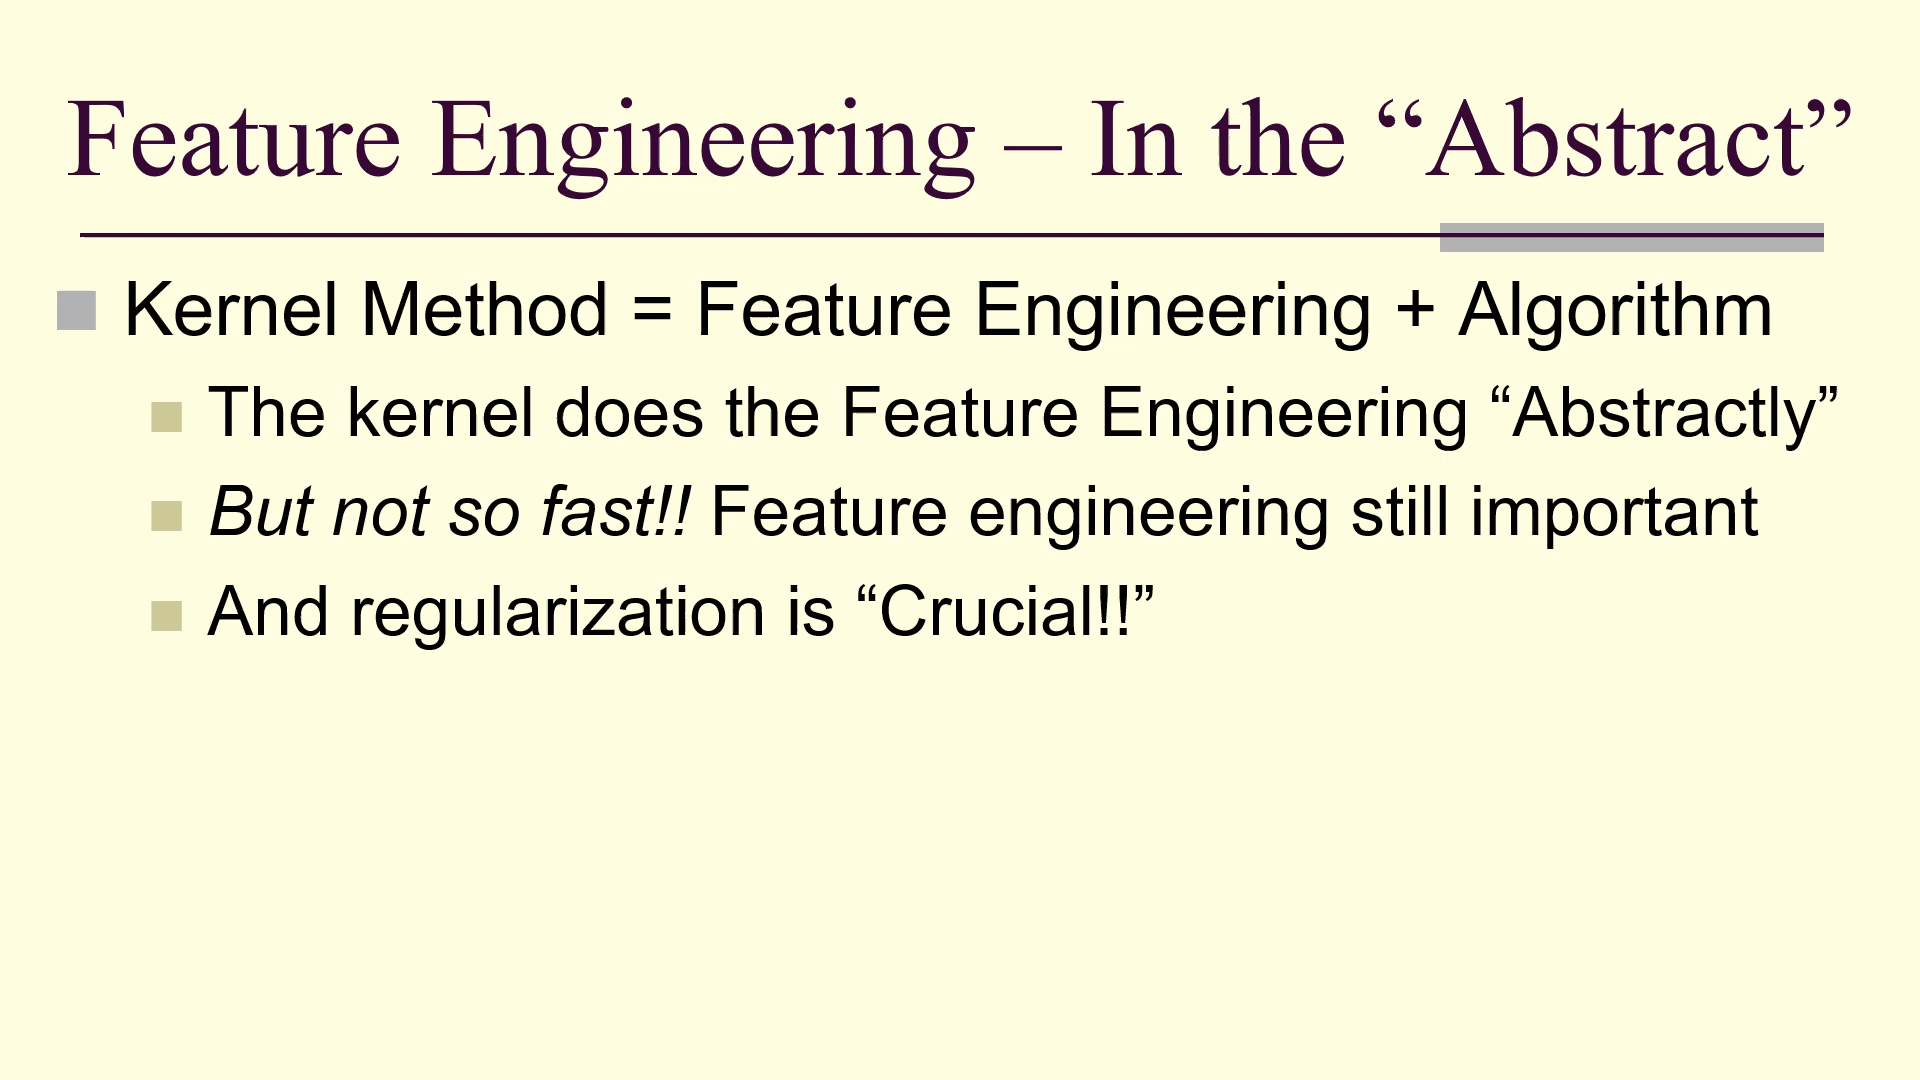 Feature Engineering – In the “Abstract”
Kernel Method = Feature Engineering + Algorithm
The kernel does the Feature Engineering “Abstractly”
But not so fast!! Feature engineering still important
And regularization is “Crucial!!”